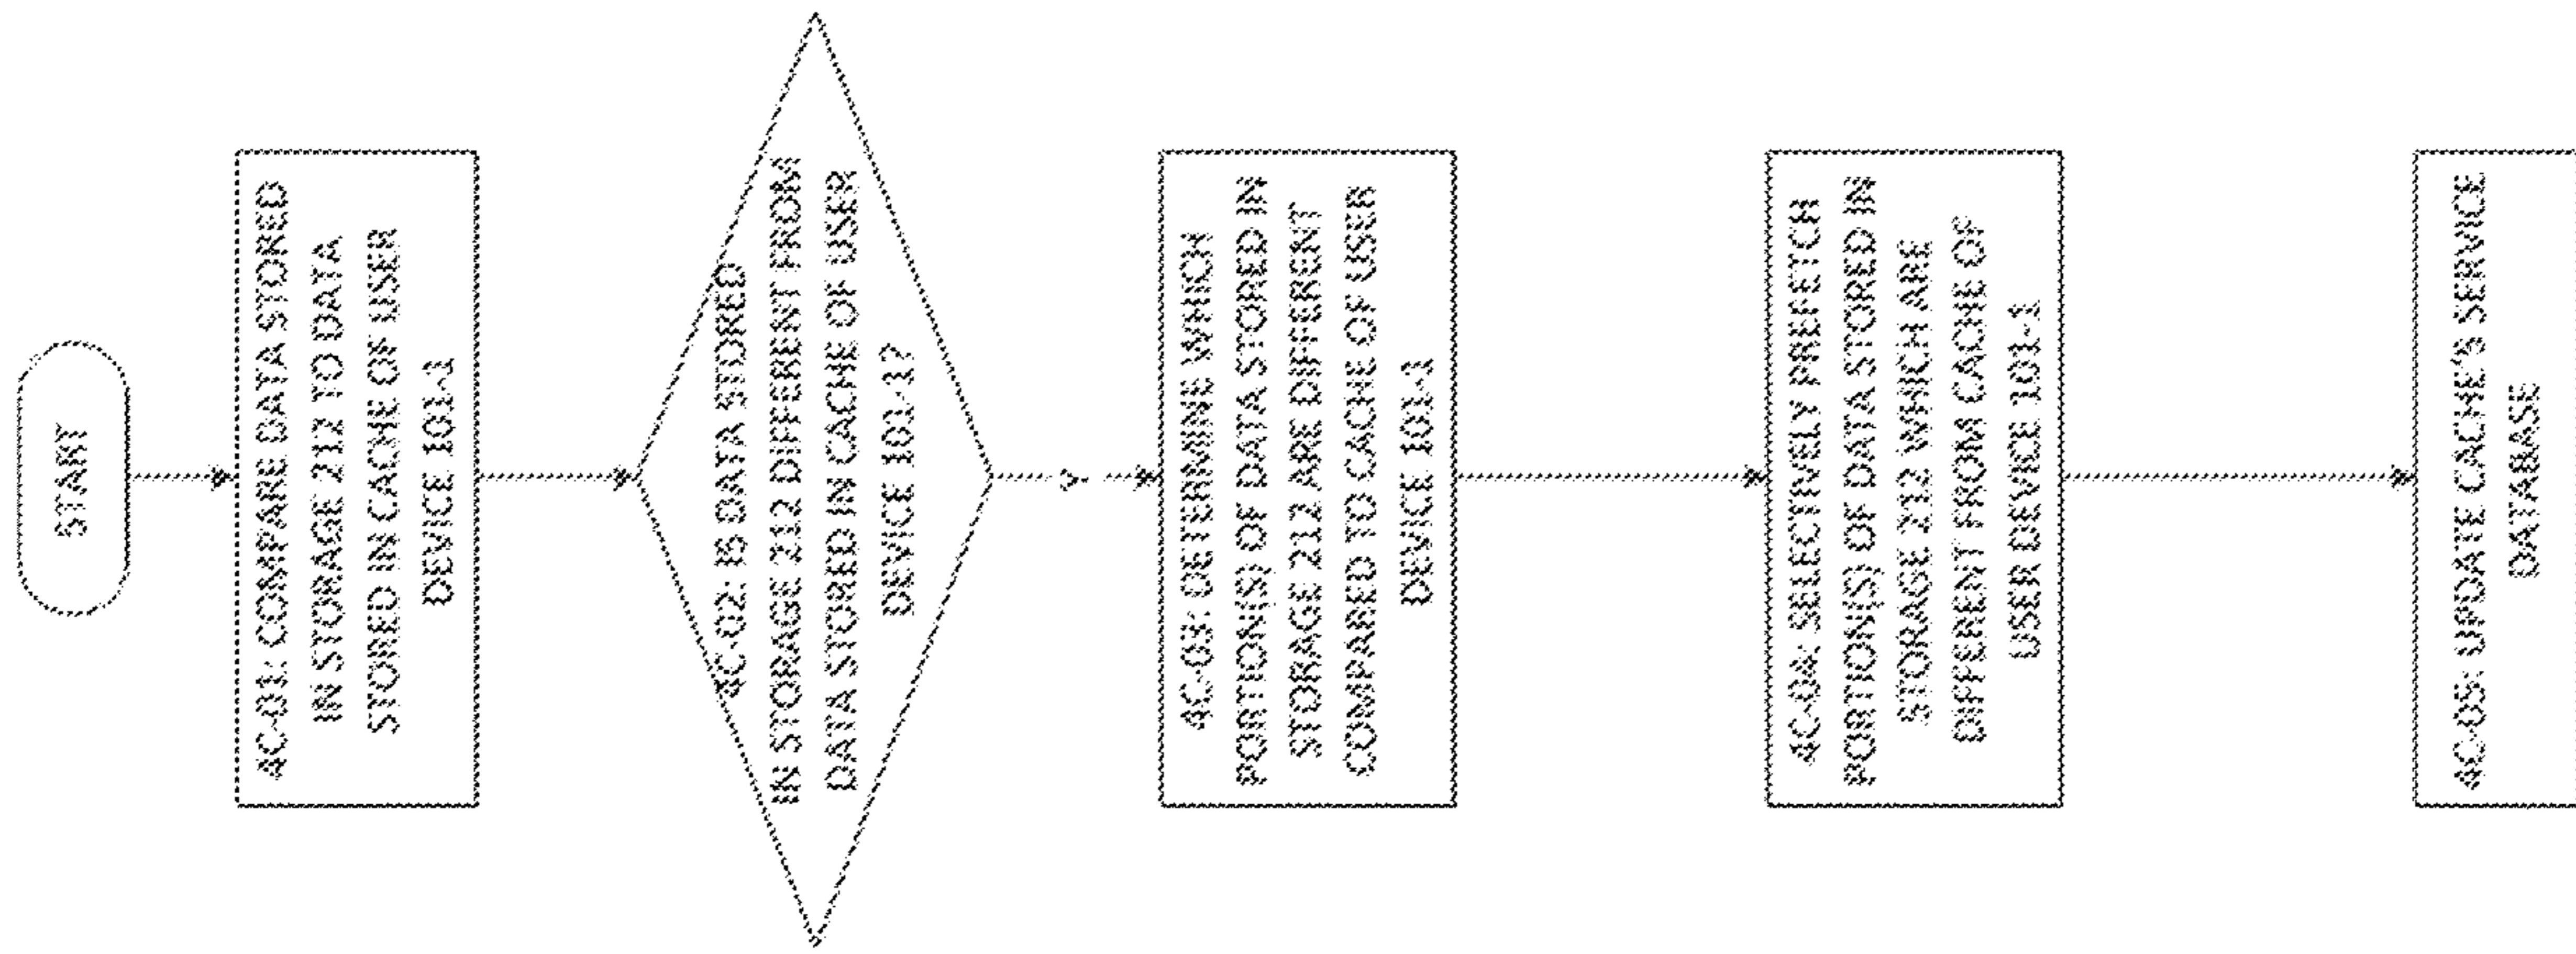 START
4C-01: COMPARE DATA STORED
IN STORAGE 212 TO DATA
STORED IN CACHE OF USER
DEVICE 101-1
4C-02: IS DATA STORED
IN STORAGE 212 DIFFERENT FROM
DATA STORED IN CACHE OF USER
DEVICE 101-1?
Y
4C-03: DETERMINE WHICH
PORTION(S) OF DATA STORED IN
STORAGE 212 ARE DIFFERENT
COMPARED TO CACHE OF USER
DEVICE 101-1
4C-04: SELECTIVELY PREFETCH
PORTION(S) OF DATA STORED IN
STORAGE 212 WHICH ARE
DIFFERENT FROM CACHE OF
USER DEVICE 101-1
4C-05: UPDATE CACHE'S SERVICE
DATABASE